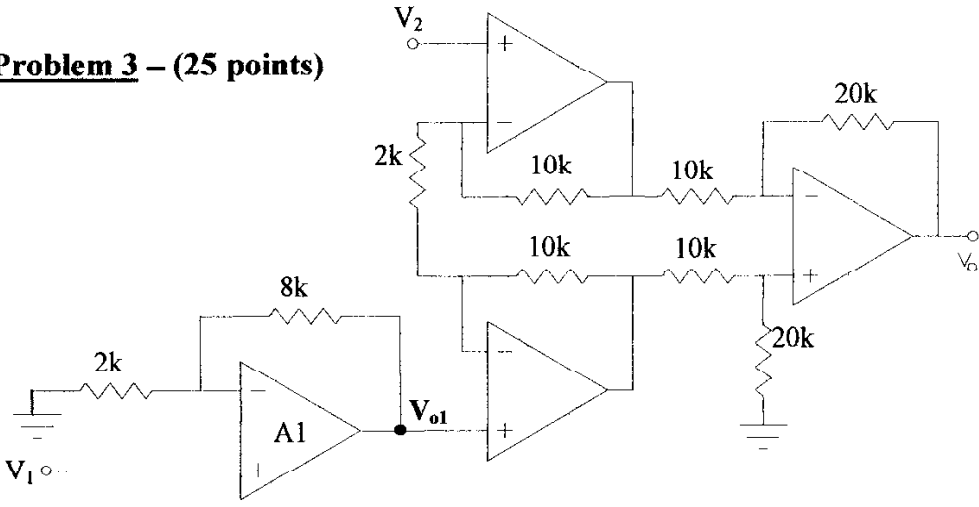 V2
Problem 3 – (25 points)
+
−
20k
2k
10k
10k
−
10k
10k
+
Vo
8k
20k
2k
−
−
A1
Vo1
+
V1